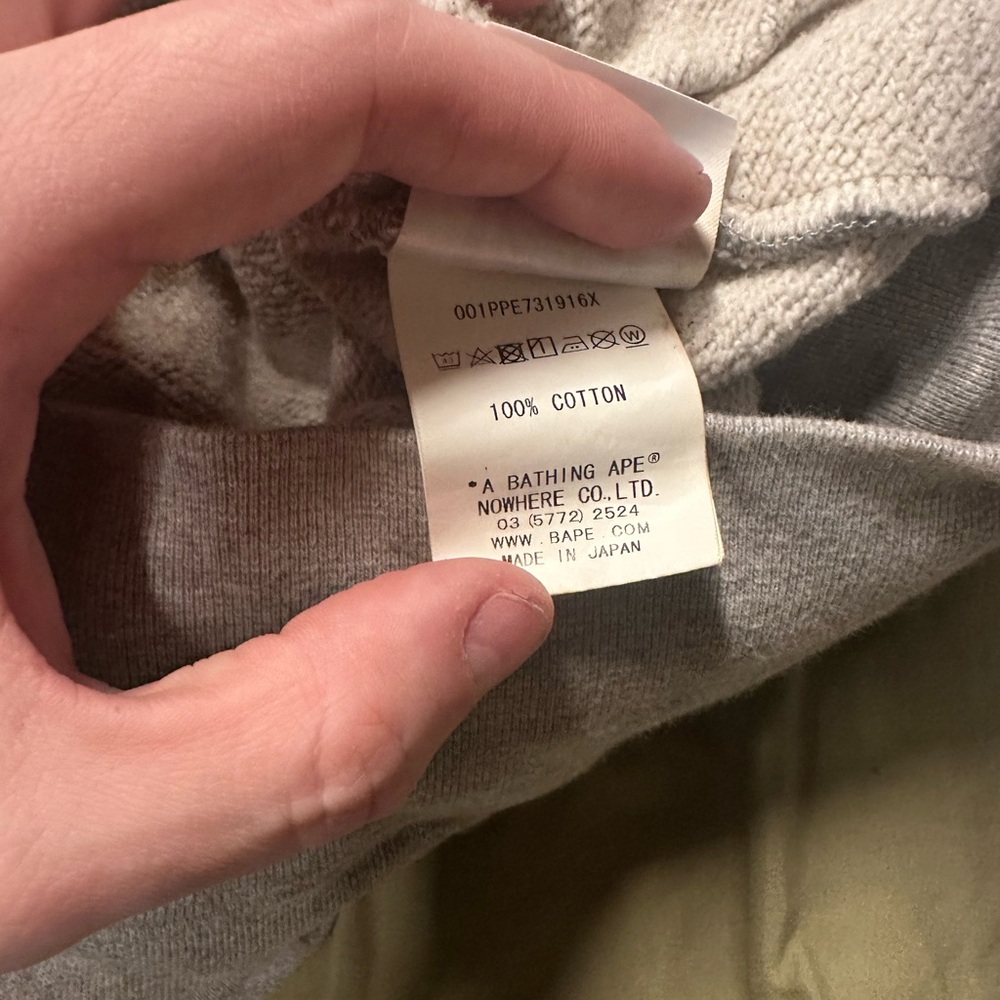 001PPE731916X
100% COTTON
A BATHING APE®
NOWHERE CO.,LTD.
03 (5772) 2524
WWW.BAPE.COM
MADE IN JAPAN